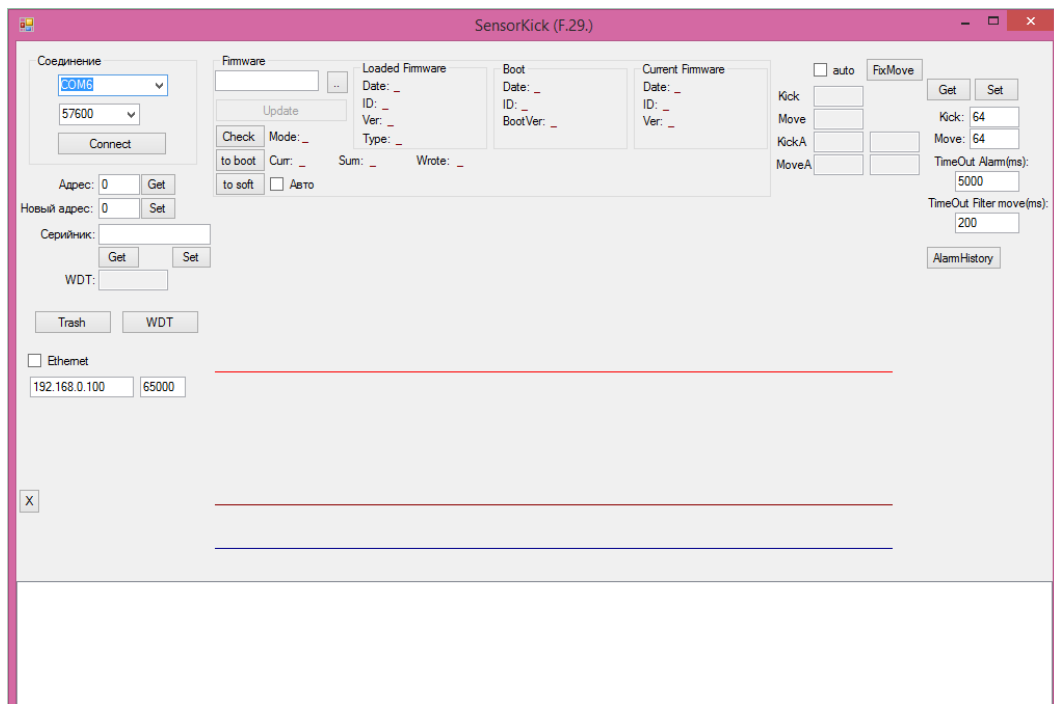 SensorKick (F.29.)
Соединение
COM6
57600
Connect
Адрес: 0 Get
Новый адрес: 0 Set
Серийник:
Get Set
WDT:
Trash WDT
Ethernet
192.168.0.100 65000
X
Firmware
..
Update
Check Mode: _
to boot Curr: _ Sum: _ Wrote: _
to soft Авто
Loaded Firmware
Date: _
ID: _
Ver: _
Type: _
Boot
Date: _
ID: _
BootVer: _
Current Firmware
Date: _
ID: _
Ver: _
auto FixMove
Kick
Move
KickA
MoveA
Get Set
Kick: 64
Move: 64
TimeOut Alarm(ms):
5000
TimeOut Filter move(ms):
200
AlarmHistory